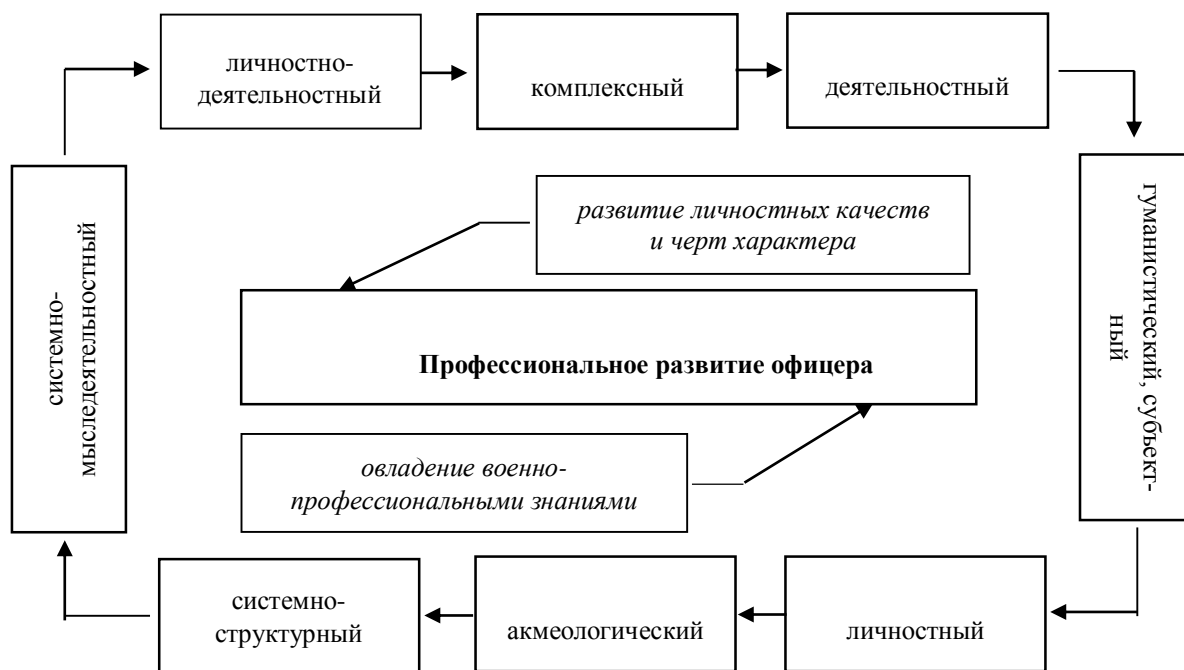 личностно-
деятельностный
комплексный
деятельностный
системно-
мыследеятельностный
развитие личностных качеств
и черт характера
гуманистический, субъект-
ный
Профессиональное развитие офицера
овладение военно-
профессиональными знаниями
системно-
структурный
акмеологический
личностный